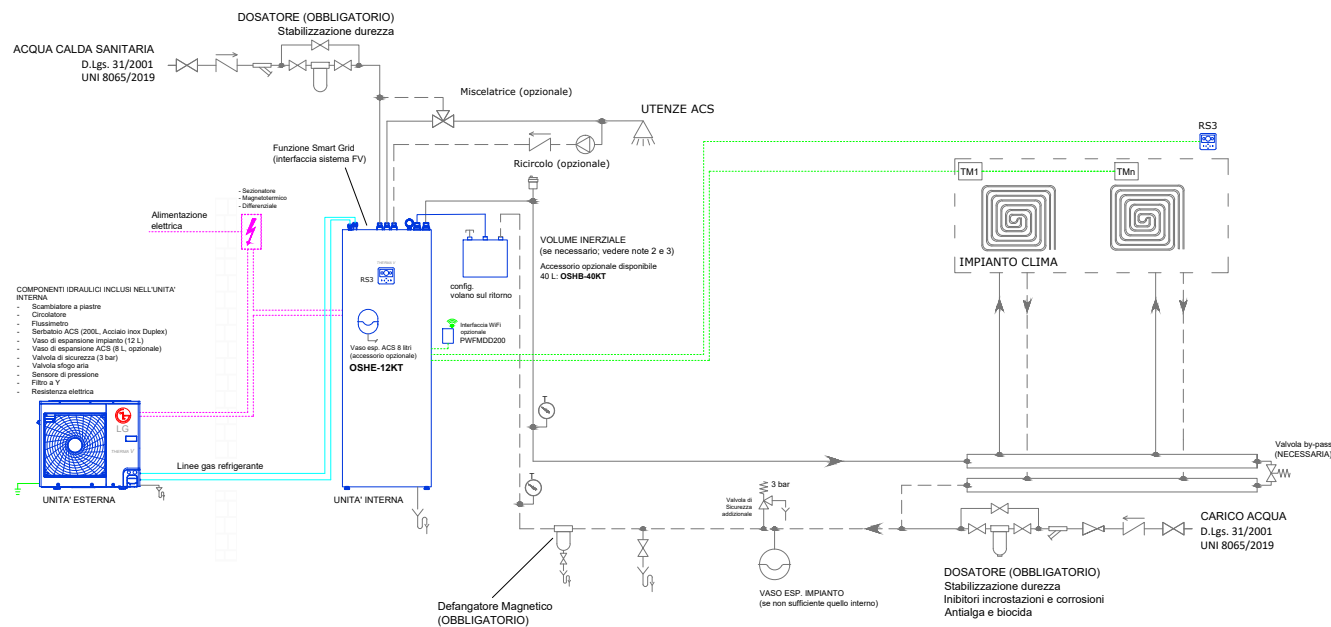 DOSATORE (OBBLIGATORIO)
Stabilizzazione durezza
ACQUA CALDA SANITARIA
D.Lgs. 31/2001
UNI 8065/2019
Miscelatrice (opzionale)
UTENZE ACS
RS3
Funzione Smart Grid
(interfaccia sistema FV)
Ricircolo (opzionale)
TM1
TMn
- Sezionatore
- Magnetotermico
- Differenziale
Alimentazione
elettrica
VOLUME INERZIALE
(se necessario; vedere note 2 e 3)
Accessorio opzionale disponibile
40 L: OSHB-40KT
IMPIANTO CLIMA
THERMA V
RS3
config.
volano sul ritorno
COMPONENTI IDRAULICI INCLUSI NELL'UNITA'
INTERNA
- Scambiatore a piastre
- Circolatore
- Flussimetro
- Serbatoio ACS (200L, Acciaio inox Duplex)
- Vaso di espansione impianto (12 L)
- Vaso di espansione ACS (8 L, opzionale)
- Valvola di sicurezza (3 bar)
- Valvola sfogo aria
- Sensore di pressione
- Filtro a Y
- Resistenza elettrica
Interfaccia WiFi
opzionale
PWFMDD200
Vaso esp. ACS 8 litri
(accessorio opzionale)
OSHE-12KT
LG
THERMA V
Linee gas refrigerante
UNITA' ESTERNA
UNITA' INTERNA
Valvola by-pass
(NECESSARIA)
3 bar
Valvola di
Sicurezza
addizionale
CARICO ACQUA
D.Lgs. 31/2001
UNI 8065/2019
DOSATORE (OBBLIGATORIO)
Stabilizzazione durezza
Inibitori incrostazioni e corrosioni
Antialga e biocida
VASO ESP. IMPIANTO
(se non sufficiente quello interno)
Defangatore Magnetico
(OBBLIGATORIO)